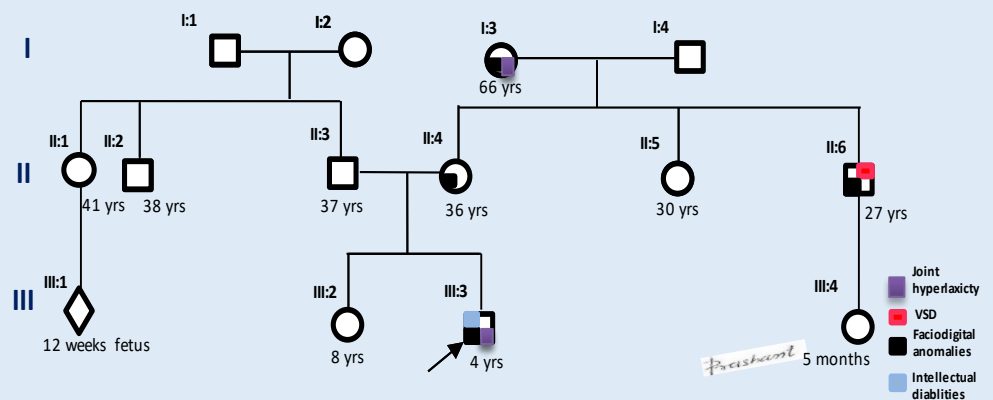 I:1
I:2
I:3
I:4
I
66 yrs
II:1
II:2
II:3
II:4
II:5
II:6
II
41 yrs
38 yrs
37 yrs
36 yrs
30 yrs
27 yrs
III:1
III:2
III:3
III:4
III
12 weeks fetus
8 yrs
4 yrs
Prashant
5 months
Joint
hyperlaxicty
VSD
Faciodigital
anomalies
Intellectual
diablities